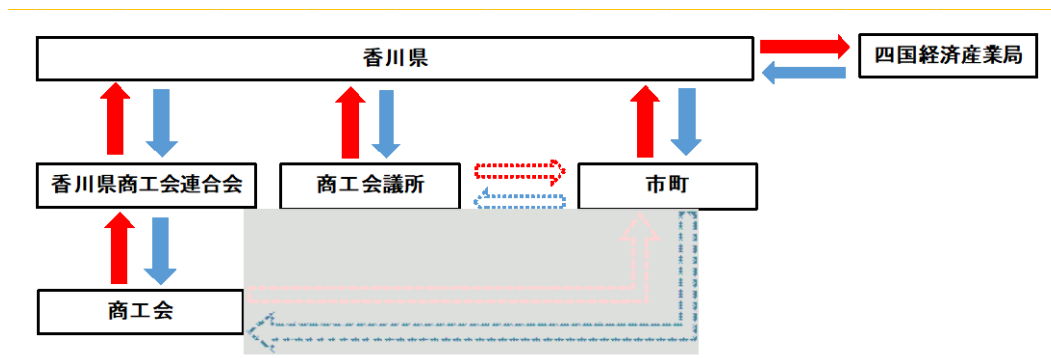 香川県
四国経済産業局
香川県商工会連合会
商工会議所
市町
商工会